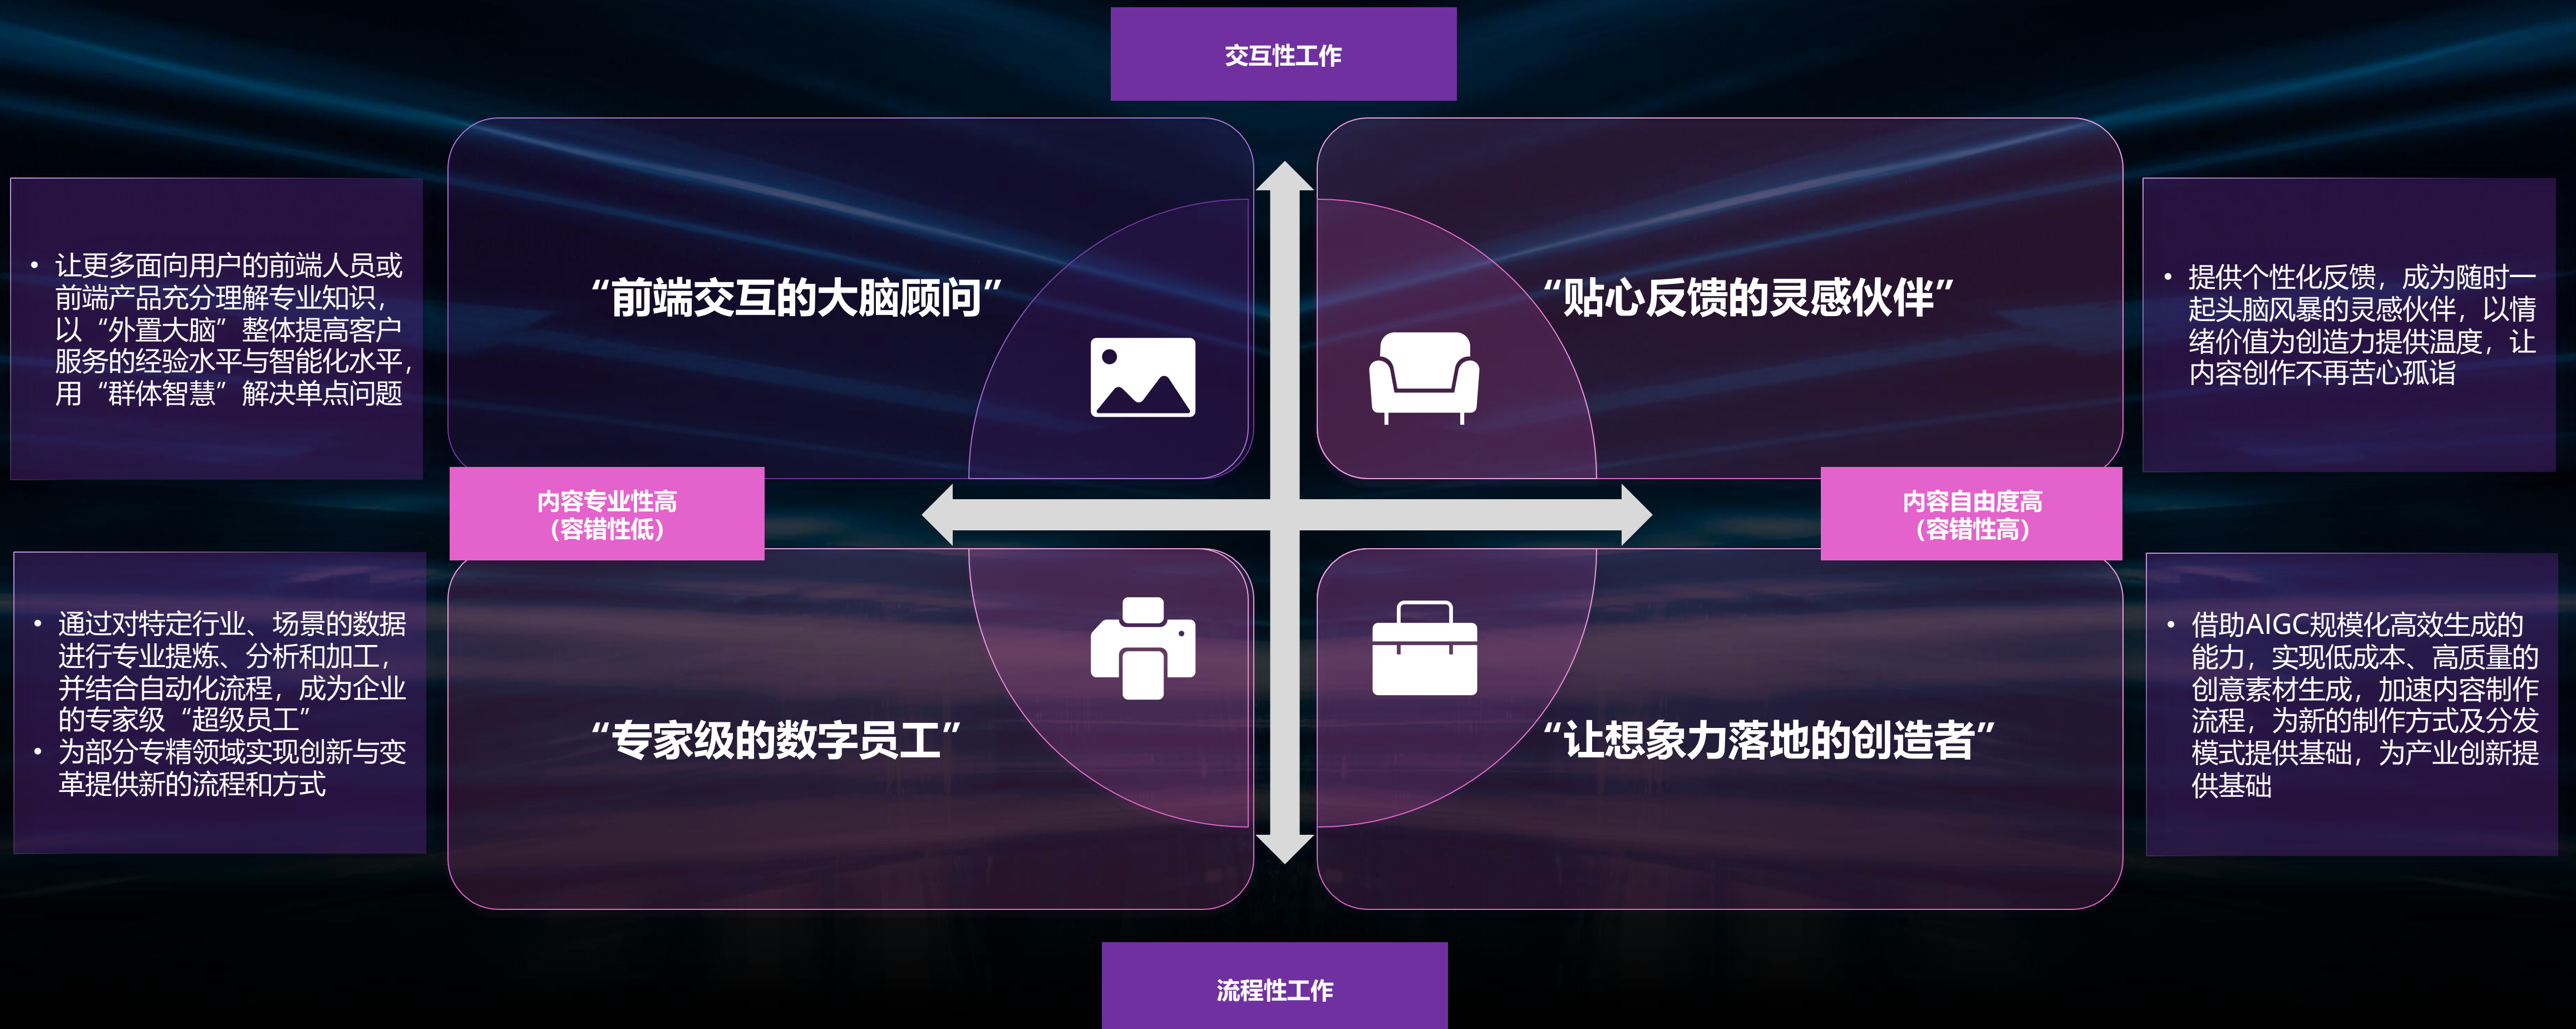 交互性工作
• 让更多面向用户的前端人员或
前端产品充分理解专业知识，
以“外置大脑”整体提高客户
服务的经验水平与智能化水平，
用“群体智慧”解决单点问题
“前端交互的大脑顾问”
“贴心反馈的灵感伙伴”
• 提供个性化反馈，成为随时一
起头脑风暴的灵感伙伴，以情
绪价值为创造力提供温度，让
内容创作不再苦心孤诣
内容专业性高
（容错性低）
内容自由度高
（容错性高）
• 通过对特定行业、场景的数据
进行专业提炼、分析和加工，
并结合自动化流程，成为企业
的专家级“超级员工”
• 为部分专精领域实现创新与变
革提供新的流程和方式
“专家级的数字员工”
“让想象力落地的创造者”
• 借助AIGC规模化高效生成的
能力，实现低成本、高质量的
创意素材生成，加速内容制作
流程，为新的制作方式及分发
模式提供基础，为产业创新提
供基础
流程性工作